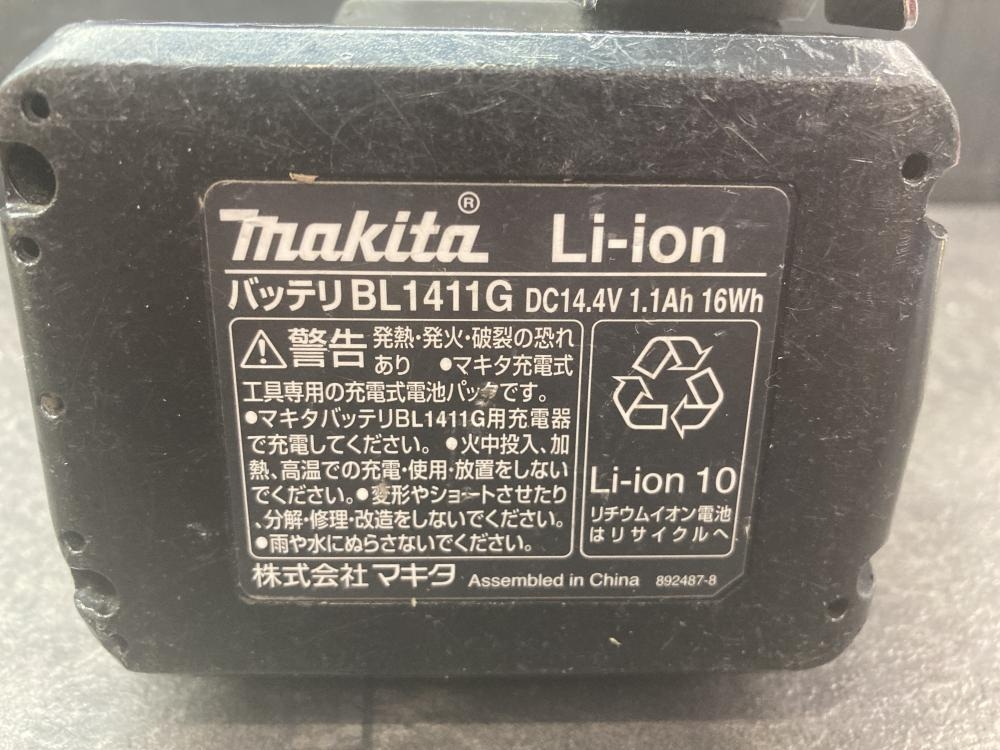 makita® Li-ion
バッテリ BL1411G DC14.4V 1.1Ah 16Wh
警告 発熱・発火・破裂の恐れ
あり ●マキタ充電式
工具専用の充電式電池パックです。
●マキタバッテリBL1411G用充電器
で充電してください。 ●火中投入、加
熱、高温での充電・使用・放置をしない
でください。●変形やショートさせたり
、分解・修理・改造をしないでください。
●雨や水にぬらさないでください。
Li-ion 10
リチウムイオン電池
はリサイクルへ
株式会社 マキタ Assembled in China 892487-8